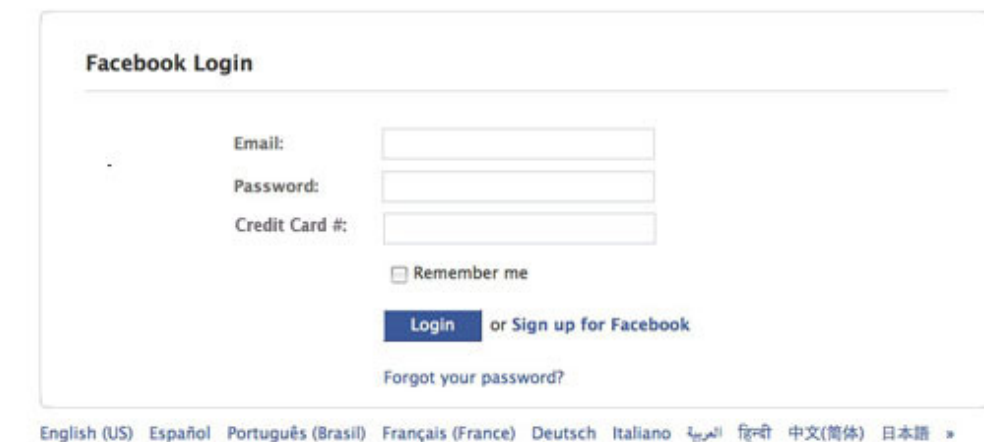 Facebook Login
Email:
Password:
Credit Card #:
Remember me
Login or Sign up for Facebook
Forgot your password?
English (US) Español Português (Brasil) Français (France) Deutsch Italiano العربية हिन्दी 中文(简体) 日本語 »